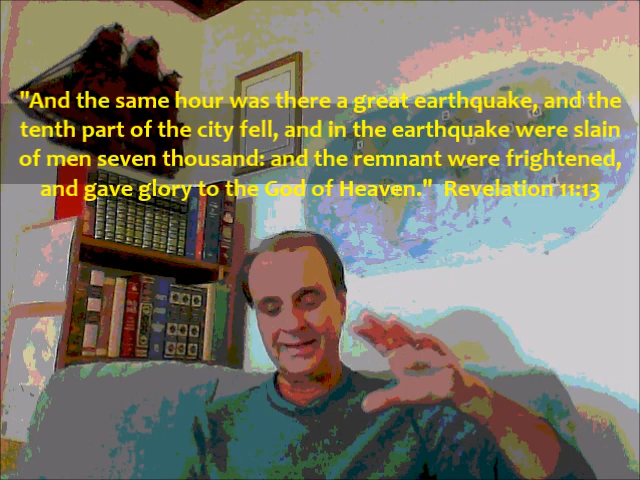 "And the same hour was there a great earthquake, and the
tenth part of the city fell, and in the earthquake were slain
of men seven thousand: and the remnant were frightened,
and gave glory to the God of Heaven."  Revelation 11:13